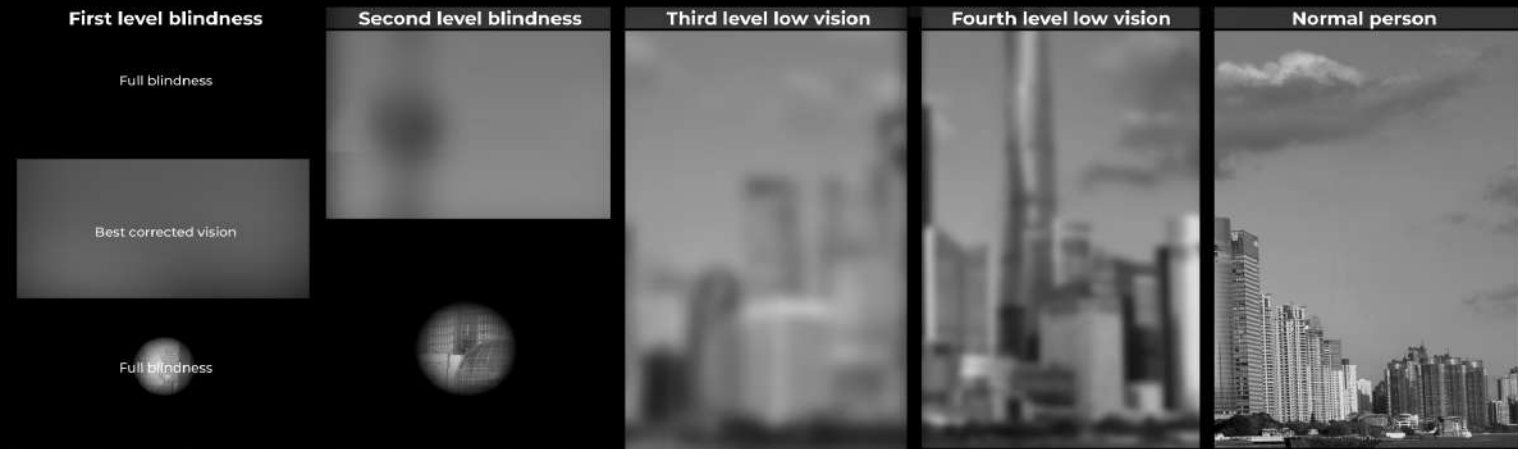 First level blindness
Full blindness
Best corrected vision
Full blindness
Second level blindness
Third level low vision
Fourth level low vision
Normal person